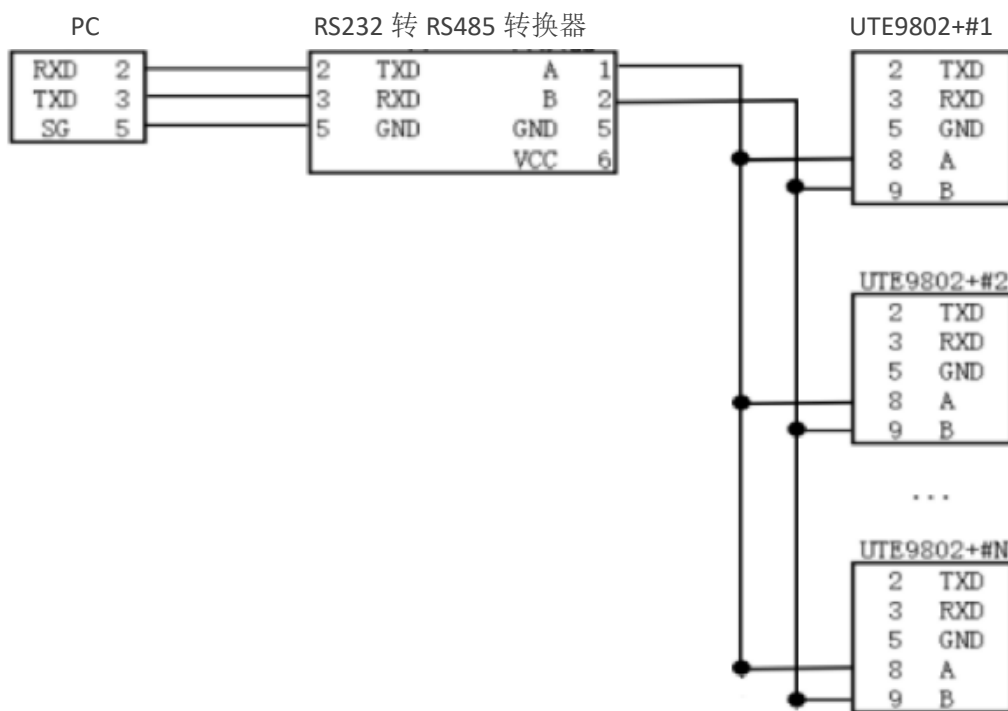 PC
RXD 2
TXD 3
SG 5
RS232 转 RS485 转换器
2 TXD A 1
3 RXD B 2
5 GND GND 5
VCC 6
UTE9802+#1
2 TXD
3 RXD
5 GND
8 A
9 B
UTE9802+#2
2 TXD
3 RXD
5 GND
8 A
9 B
...
UTE9802+#N
2 TXD
3 RXD
5 GND
8 A
9 B